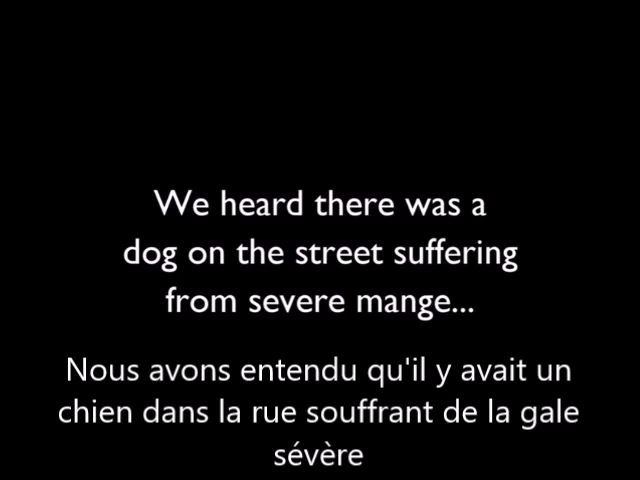 We heard there was a
dog on the street suffering
from severe mange...
Nous avons entendu qu'il y avait un
chien dans la rue souffrant de la gale
sévère